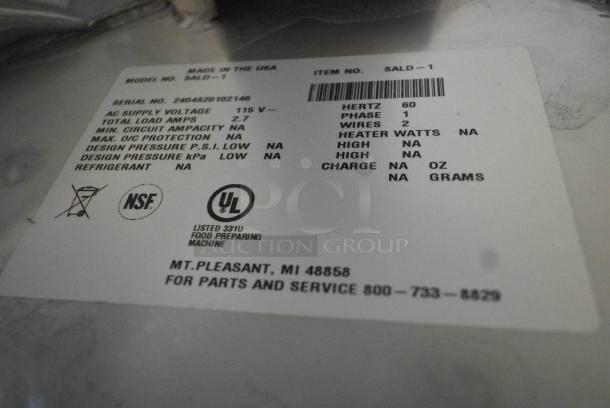 MADE IN THE USA
MODEL NO. SALD-1
ITEM NO. SALD-1
SERIAL NO. 2404820102146
AC SUPPLY VOLTAGE 115 V~
TOTAL LOAD AMPS 2.7
MIN. CIRCUIT AMPACITY NA
MAX. O/C PROTECTION NA
DESIGN PRESSURE P.S.I. LOW NA
DESIGN PRESSURE kPa LOW NA
REFRIGERANT NA
HERTZ 60
PHASE 1
WIRES 2
HEATER WATTS NA
HIGH NA
HIGH NA
CHARGE NA OZ
NA GRAMS
NSF
UL
LISTED 331U
FOOD PREPARING
MACHINE
PCI
AUCTION GROUP
MT.PLEASANT, MI 48858
FOR PARTS AND SERVICE 800-733-8829